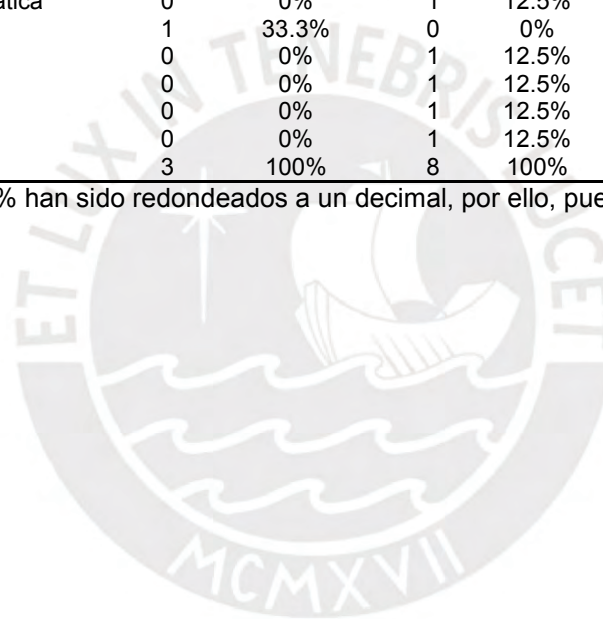 0 0% 1 12.5%
1 33.3% 0 0%
0 0% 1 12.5%
0 0% 1 12.5%
0 0% 1 12.5%
0 0% 1 12.5%
3 100% 8 100%
% han sido redondeados a un decimal, por ello,
ET LUX IN TENEBRIS LUCET
MCMXVII